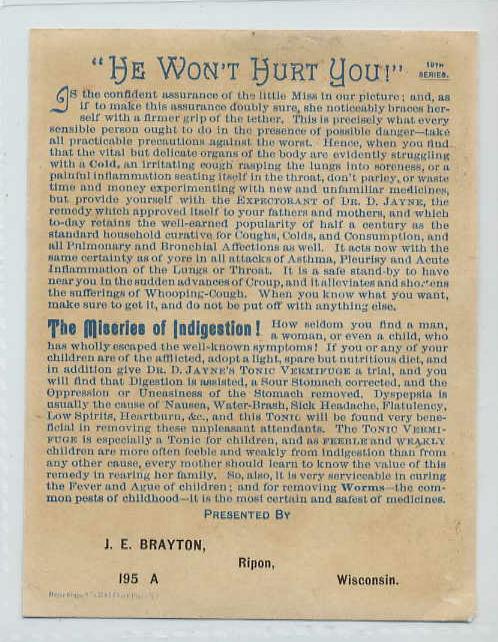 "HE WON'T HURT YOU!" 19TH SERIES.
IS the confident assurance of the little Miss in our picture; and, as
if to make this assurance doubly sure, she noticeably braces her-
self with a firmer grip of the tether. This is precisely what every
sensible person ought to do in the presence of possible danger—take
all practicable precautions against the worst. Hence, when you find
that the vital but delicate organs of the body are evidently struggling
with a Cold, an irritating cough rasping the lungs into soreness, or a
painful inflammation seating itself in the throat, don't parley, or waste
time and money experimenting with new and unfamiliar medicines,
but provide yourself with the EXPECTORANT of DR. D. JAYNE, the
remedy which approved itself to your fathers and mothers, and which
to-day retains the well-earned popularity of half a century as the
standard household curative for Coughs, Colds, and Consumption, and
all Pulmonary and Bronchial Affections as well. It acts now with the
same certainty as of yore in all attacks of Asthma, Pleurisy and Acute
Inflammation of the Lungs or Throat. It is a safe stand-by to have
near you in the sudden advances of Croup, and it alleviates and shortens
the sufferings of Whooping-Cough. When you know what you want,
make sure to get it, and do not be put off with anything else.
The Miseries of Indigestion! How seldom you find a man,
a woman, or even a child, who
has wholly escaped the well-known symptoms! If you or any of your
children are of the afflicted, adopt a light, spare but nutritious diet, and
in addition give DR. D. JAYNE'S TONIC VERMIFUGE a trial, and you
will find that Digestion is assisted, a Sour Stomach corrected, and the
Oppression or Uneasiness of the Stomach removed. Dyspepsia is
usually the cause of Nausea, Water-Brash, Sick Headache, Flatulency,
Low Spirits, Heartburn, &c., and this TONIC will be found very bene-
ficial in removing these unpleasant attendants. The TONIC VERMI-
FUGE is especially a Tonic for children, and as FEEBLE and WEAKLY
children are more often feeble and weakly from indigestion than from
any other cause, every mother should learn to know the value of this
remedy in rearing her family. So, also, it is very serviceable in curing
the Fever and Ague of children; and for removing Worms—the com-
mon pests of childhood—it is the most certain and safest of medicines.
PRESENTED BY
J. E. BRAYTON,
Ripon,
195 A Wisconsin.